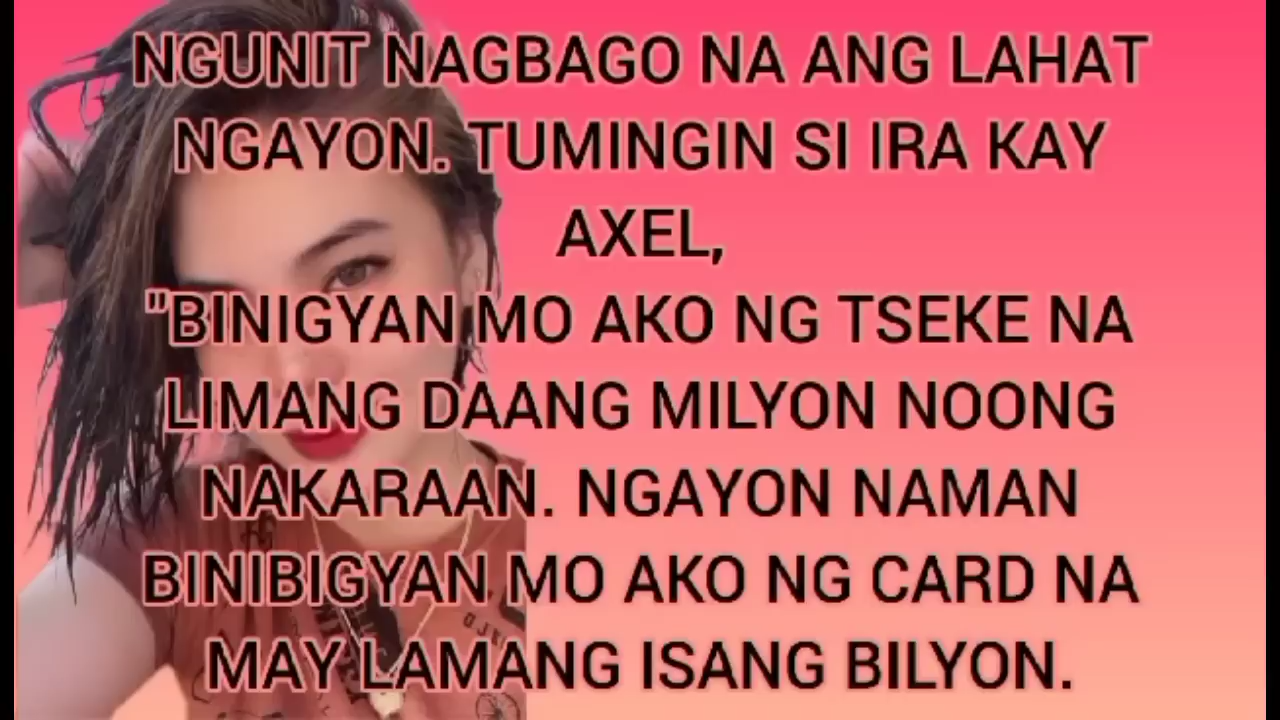 NGUNIT NAGBAGO NA ANG LAHAT
NGAYON. TUMINGIN SI IRA KAY
AXEL,
"BINIGYAN MO AKO NG TSEKE NA
LIMANG DAANG MILYON NOONG
NAKARAAN. NGAYON NAMAN
BINIBIGYAN MO AKO NG CARD NA
MAY LAMANG ISANG BILYON.